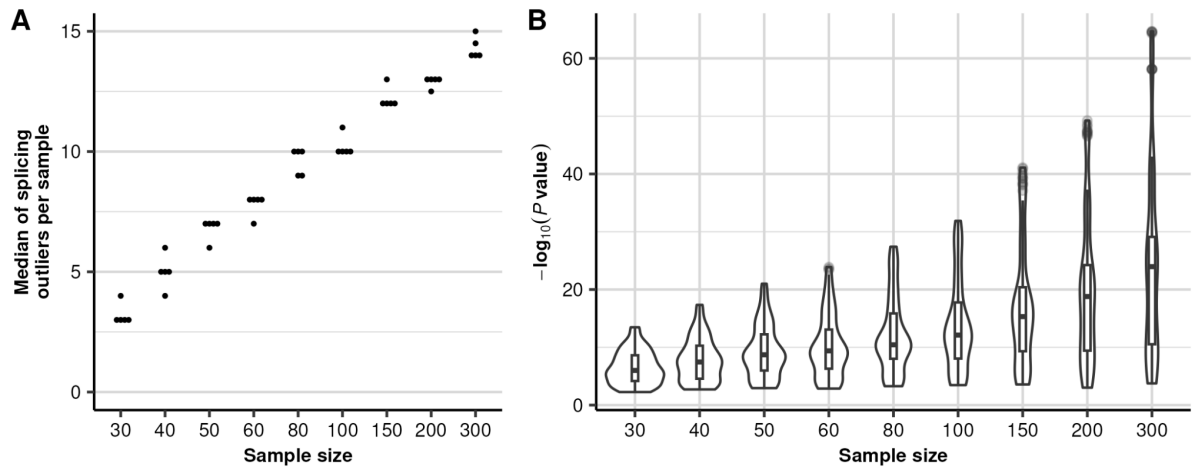 A
Median of splicing
outliers per sample
15
10
5
0
30 40 50 60 80 100 150 200 300
Sample size
B
−log10(P value)
60
40
20
0
30 40 50 60 80 100 150 200 300
Sample size